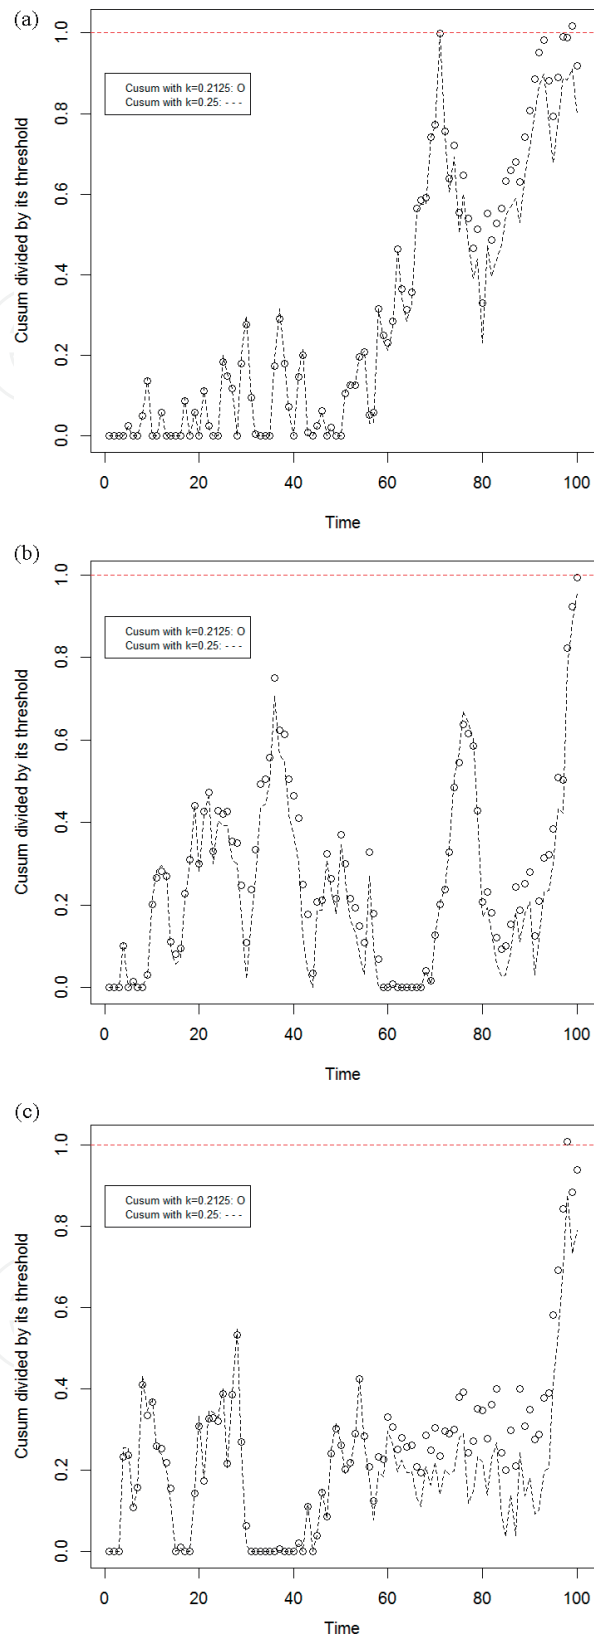 (a)
Cusum divided by its threshold
1.0
0.8
0.6
0.4
0.2
0.0
Cusum with k=0.2125: O
Cusum with k=0.25: - - -
0 20 40 60 80 100
Time
(b)
Cusum divided by its threshold
1.0
0.8
0.6
0.4
0.2
0.0
Cusum with k=0.2125: O
Cusum with k=0.25: - - -
0 20 40 60 80 100
Time
(c)
Cusum divided by its threshold
1.0
0.8
0.6
0.4
0.2
0.0
Cusum with k=0.2125: O
Cusum with k=0.25: - - -
0 20 40 60 80 100
Time